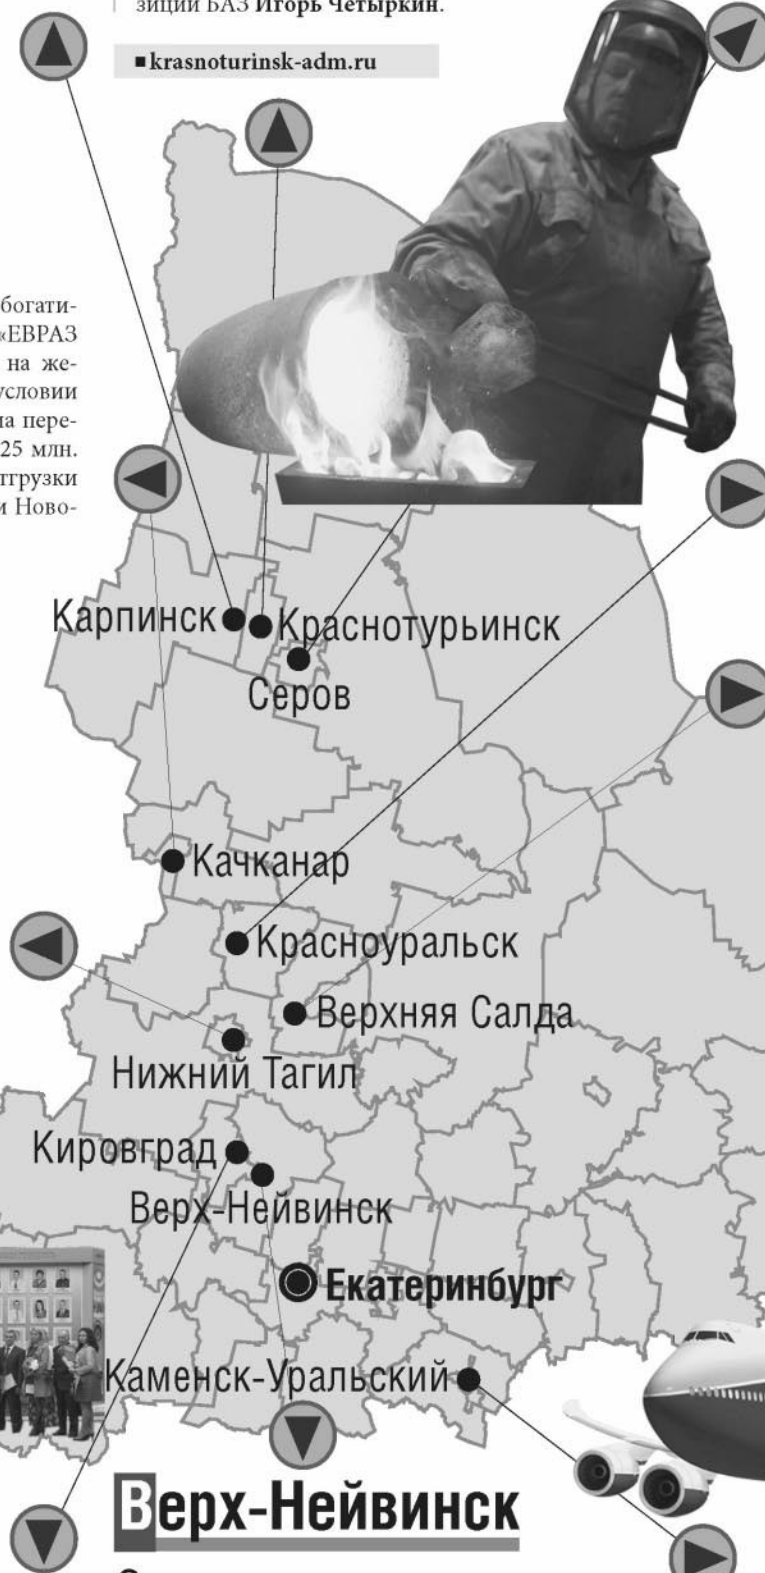 зиции БАЗ Игорь Четыркин.
■ krasnoturinsk-adm.ru
богати-
«ЕВРАЗ
на же-
условии
на пере-
25 млн.
отгрузки
и Ново-
Карпинск
Краснотурьинск
Серов
Качканар
Красноуральск
Верхняя Салда
Нижний Тагил
Кировград
Верх-Нейвинск
Екатеринбург
Каменск-Уральский
Верх-Нейвинск